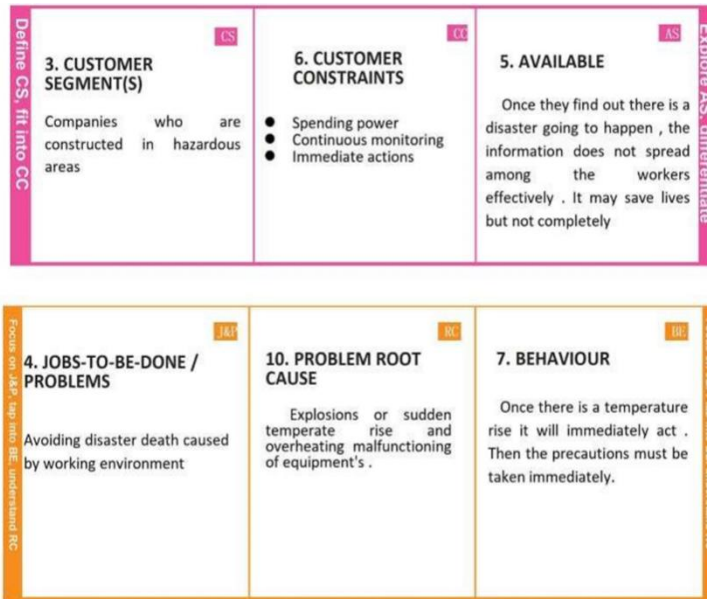 Define CS, fit into CC
CS
3. CUSTOMER
SEGMENT(S)
Companies who are
constructed in hazardous
areas
CC
6. CUSTOMER
CONSTRAINTS
● Spending power
● Continuous monitoring
● Immediate actions
AS
5. AVAILABLE
Once they find out there is a
disaster going to happen , the
information does not spread
among the workers
effectively . It may save lives
but not completely
Explore AS, differentiate
Focus on J&P, tap into BE, understand RC
J&P
4. JOBS-TO-BE-DONE /
PROBLEMS
Avoiding disaster death caused
by working environment
RC
10. PROBLEM ROOT
CAUSE
Explosions or sudden
temperate rise and
overheating malfunctioning
of equipment's .
BE
7. BEHAVIOUR
Once there is a temperature
rise it will immediately act .
Then the precautions must be
taken immediately.